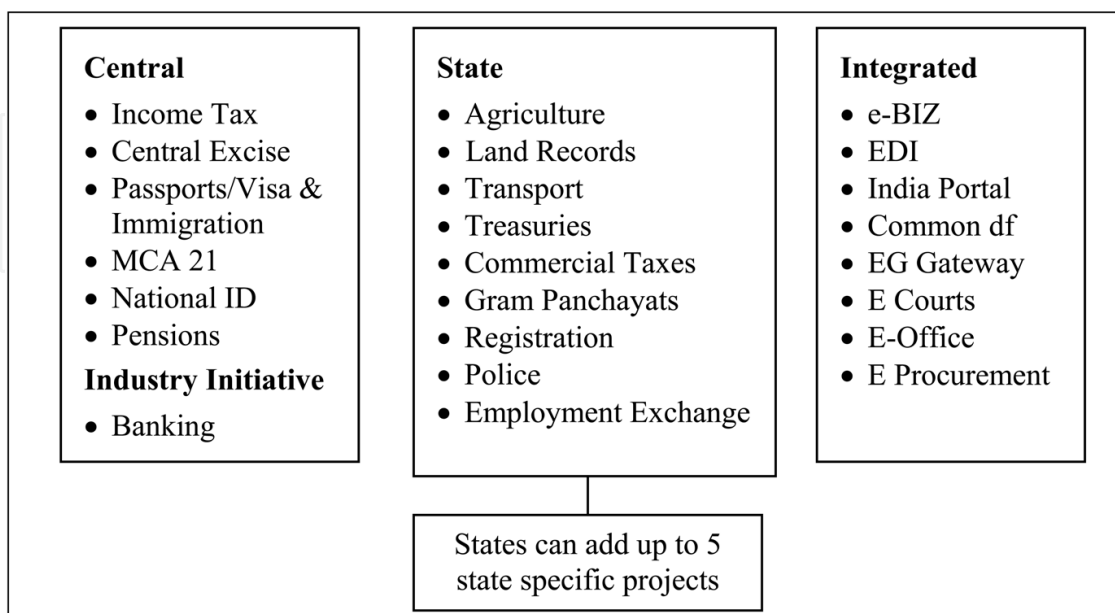 Central
• Income Tax
• Central Excise
• Passports/Visa &
Immigration
• MCA 21
• National ID
• Pensions
Industry Initiative
• Banking
State
• Agriculture
• Land Records
• Transport
• Treasuries
• Commercial Taxes
• Gram Panchayats
• Registration
• Police
• Employment Exchange
States can add up to 5
state specific projects
Integrated
• e-BIZ
• EDI
• India Portal
• Common df
• EG Gateway
• E Courts
• E-Office
• E Procurement